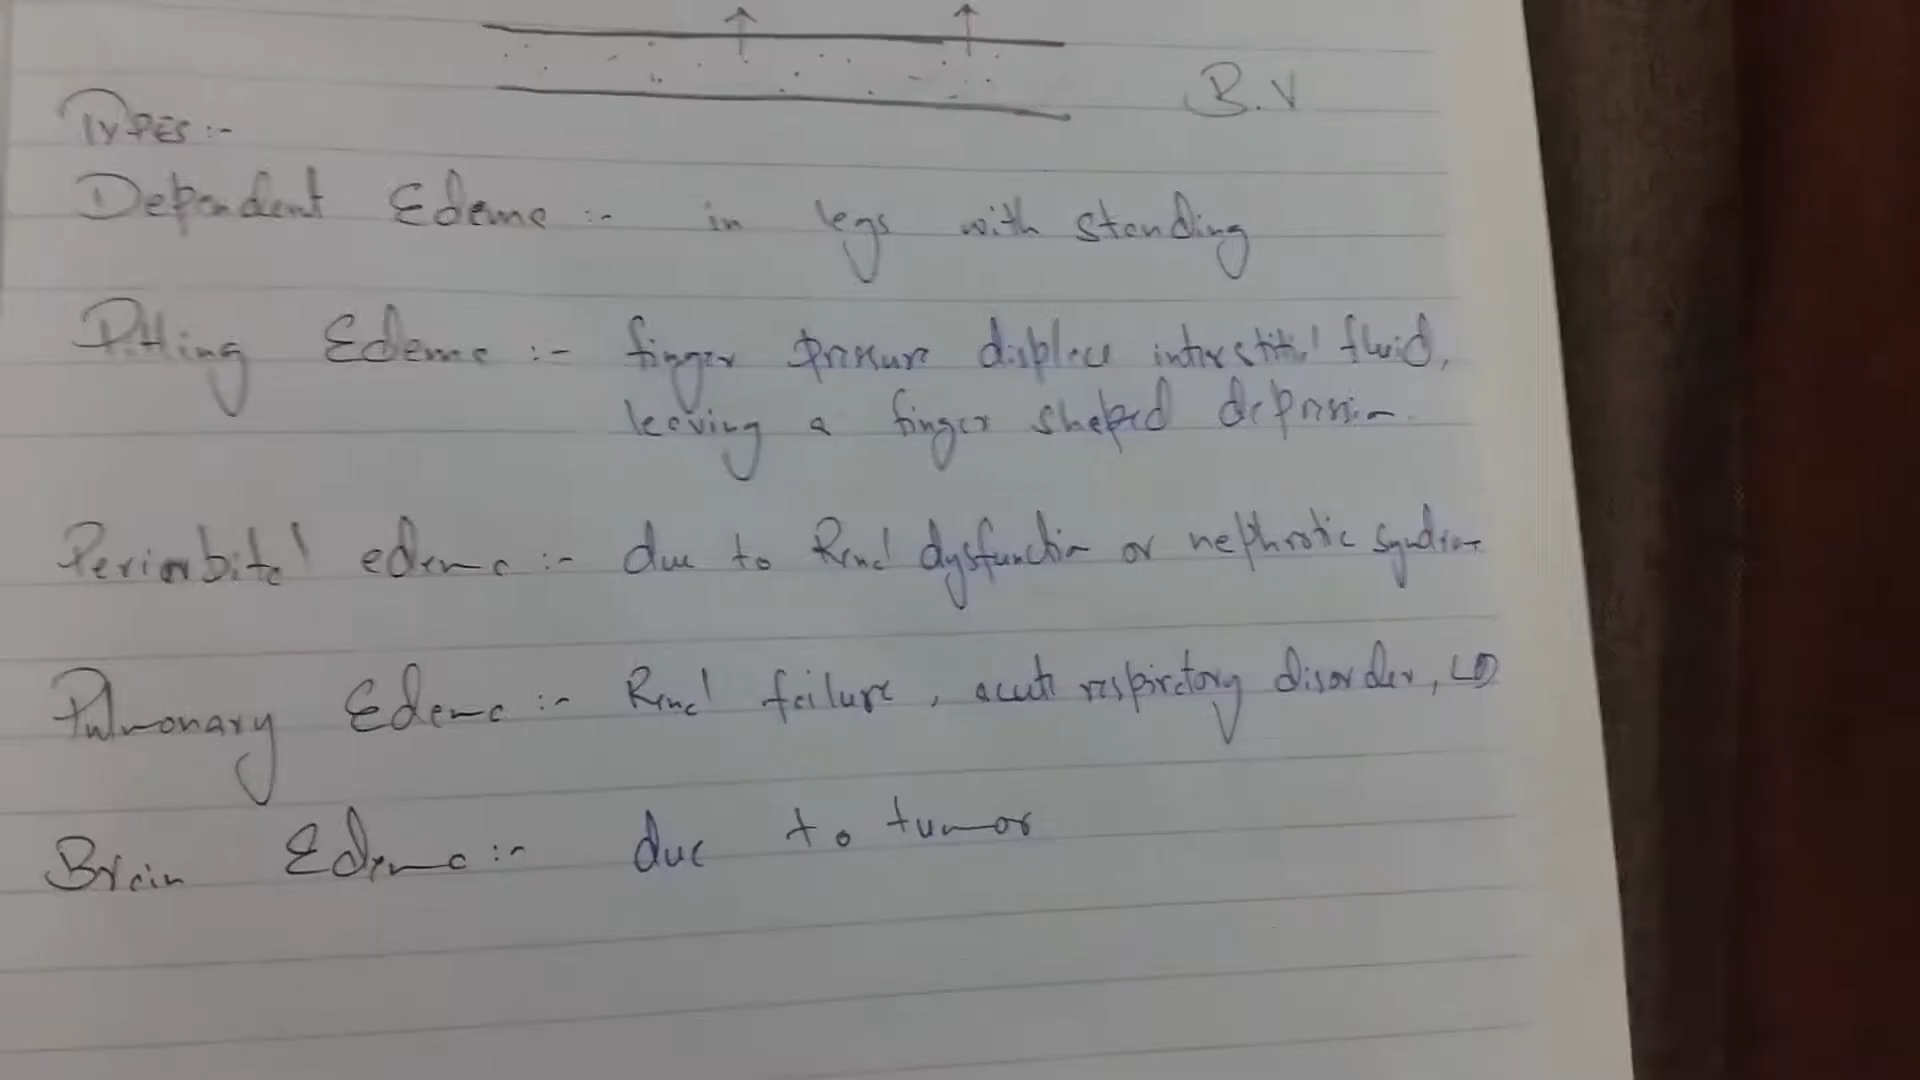 B.V
TYPES :-
Dependent Edema :- in legs with standing
Pitting Edema :- finger pressure displace interstitial fluid,
leaving a finger shaped depression
Periorbital edema :- due to Renal dysfunction or nephrotic syndrome
Pulmonary Edema :- Renal failure, acute respiratory disorder,
Brain Edema :- due to tumor